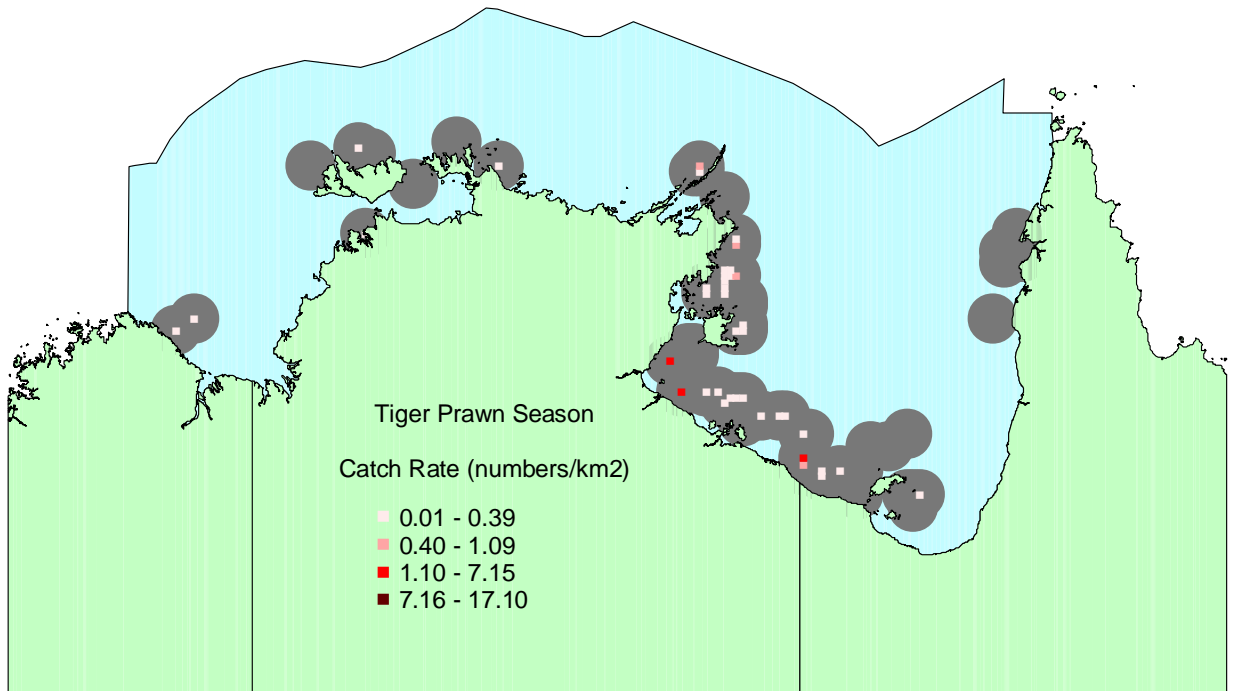 Tiger Prawn Season
Catch Rate (numbers/km2)
0.01 - 0.39
0.40 - 1.09
1.10 - 7.15
7.16 - 17.10